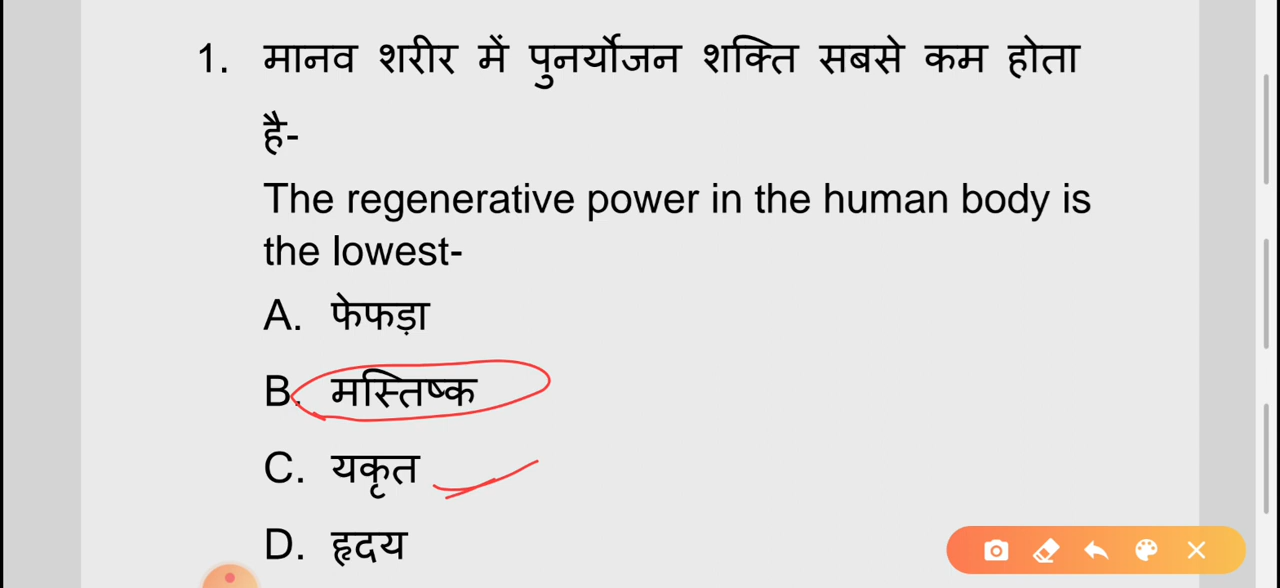 1. मानव शरीर में पुनर्योजन शक्ति सबसे कम होता
है-
The regenerative power in the human body is
the lowest-
A. फेफड़ा
B. मस्तिष्क
C. यकृत
D. हृदय